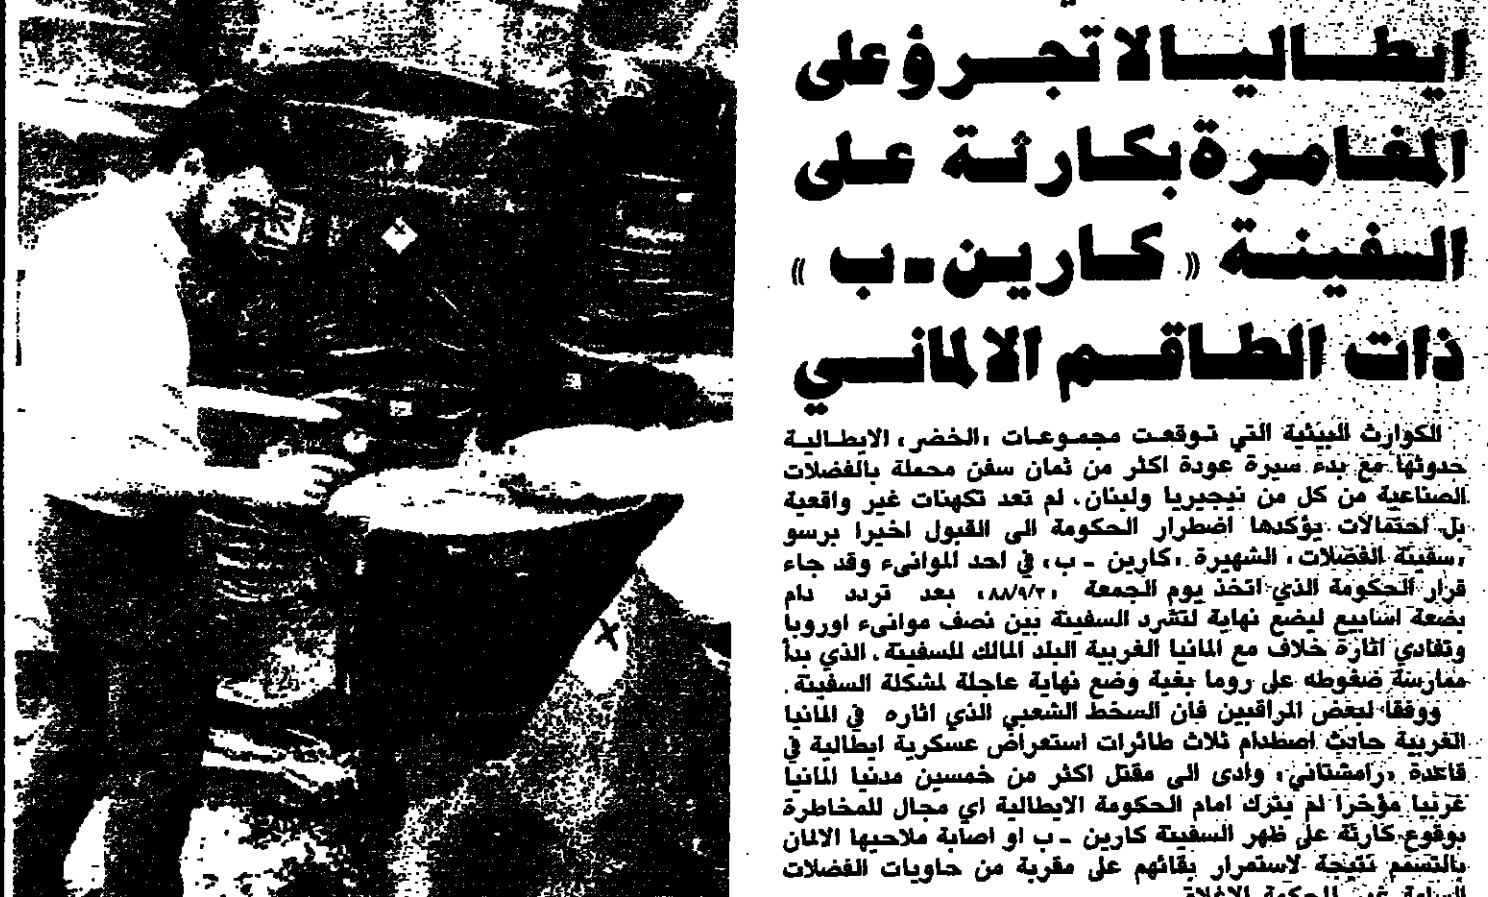 ايطاليا لا تجرؤ على
المغامرة بكارثة على
السفينة «كارين ـ ب»
ذات الطاقم الالماني
الكوارث البيئية التي توقعت مجموعات «الخضر» الايطالية
حدوثها مع بدء سيرة عودة اكثر من ثمان سفن محملة بالفضلات
الصناعية من كل من نيجيريا ولبنان. لم تعد تكهنات غير واقعية
بل احتمالات يؤكدها اضطرار الحكومة الى القبول اخيرا برسو
«سفينة الفضلات» الشهيرة «كارين ـ ب» في احد الموانىء وقد جاء
قرار الحكومة الذي اتخذ يوم الجمعة «٨٨/٩/٢» بعد تردد دام
بضعة اسابيع ليضع نهاية لتشرد السفينة بين نصف موانىء اوروبا
وتفادي اثارة خلاف مع المانيا الغربية البلد المالك للسفينة. الذي بدأ
ممارسة ضغوطه على روما بغية وضع نهاية عاجلة لمشكلة السفينة.
ووفقا لبعض المراقبين فان السخط الشعبي الذي اثاره في المانيا
الغربية حادث اصطدام ثلاث طائرات استعراض عسكرية ايطالية في
قاعدة «رامشتاني» وادى الى مقتل اكثر من خمسين مدنيا المانيا
غربيا مؤخرا لم يترك امام الحكومة الايطالية اي مجال للمخاطرة
بوقوع كارثة على ظهر السفينة كارين ـ ب او اصابة ملاحيها الالمان
بالتسمم نتيجة لاستمرار بقائهم على مقربة من حاويات الفضلات